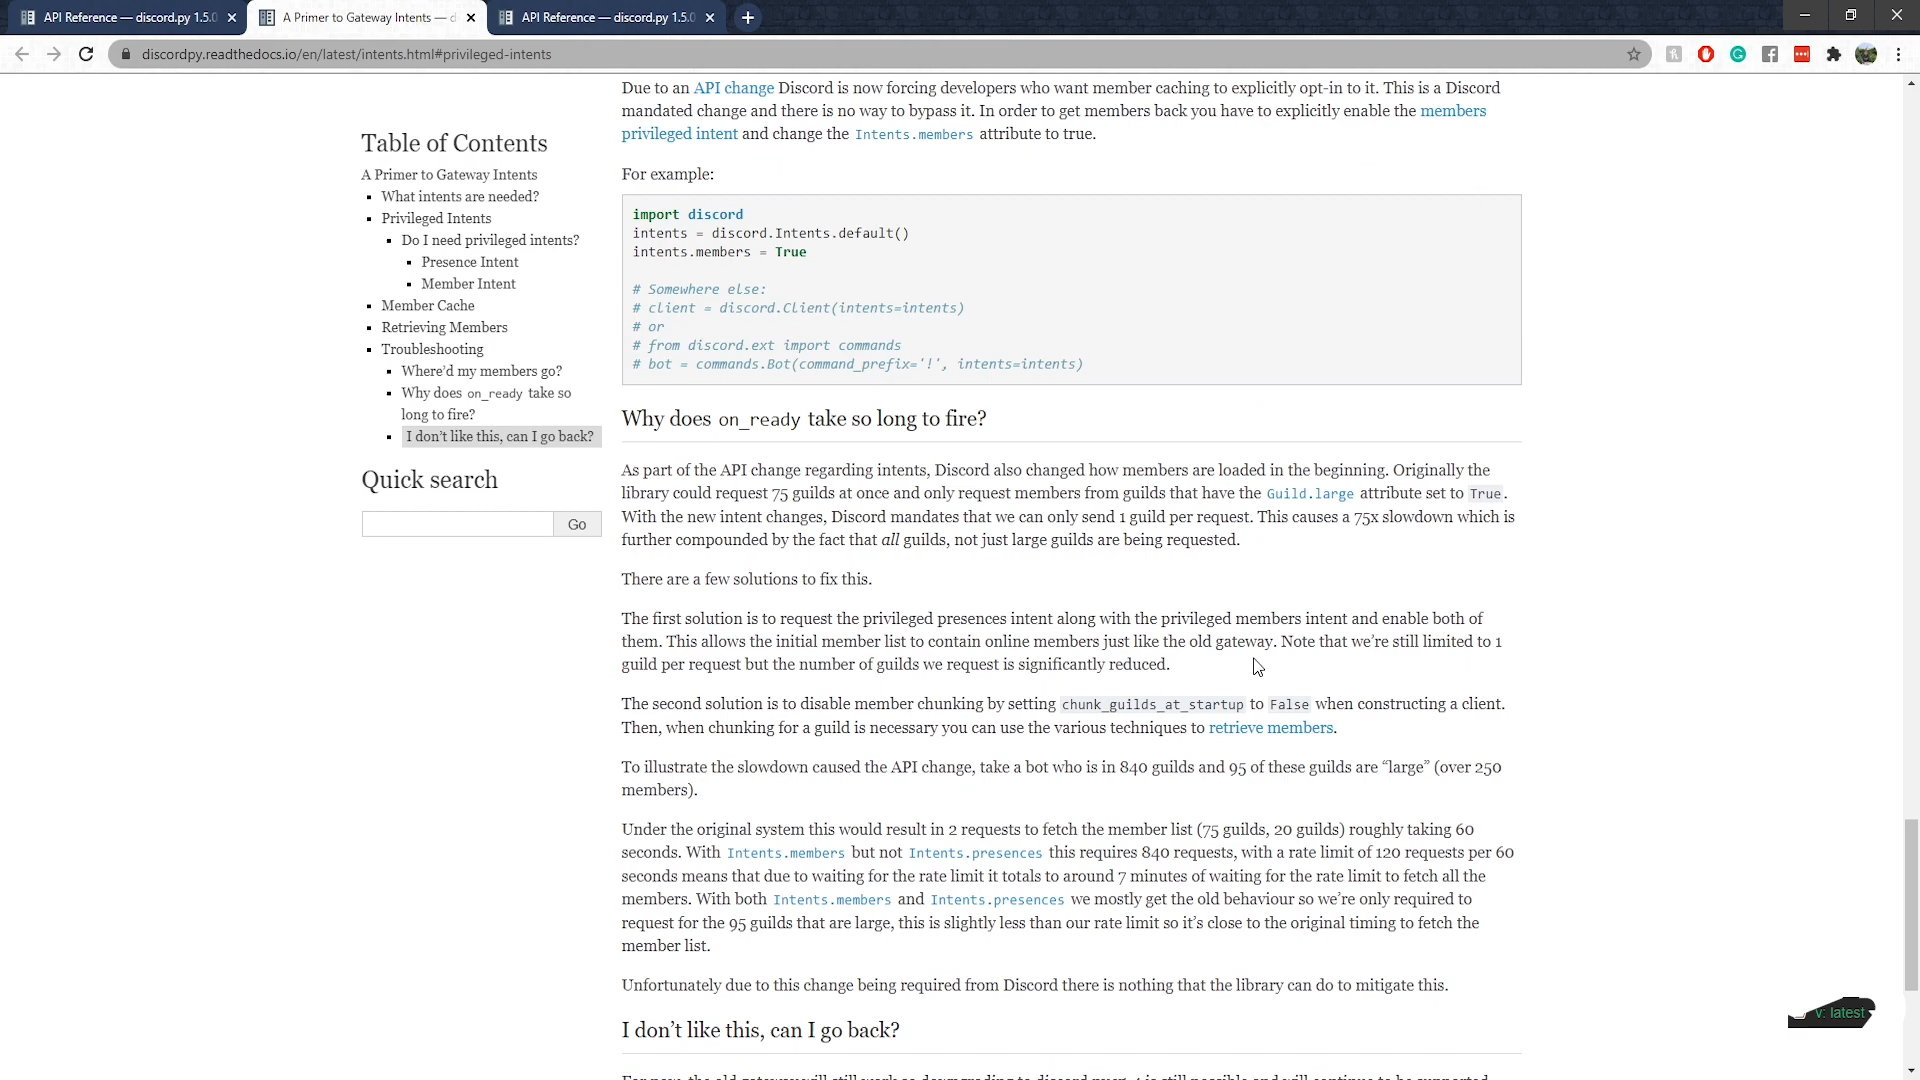 API Reference — discord.py 1.5.0
A Primer to Gateway Intents — d
API Reference — discord.py 1.5.0
discordpy.readthedocs.io/en/latest/intents.html#privileged-intents
Table of Contents
A Primer to Gateway Intents
What intents are needed?
Privileged Intents
Do I need privileged intents?
Presence Intent
Member Intent
Member Cache
Retrieving Members
Troubleshooting
Where’d my members go?
Why does on_ready take so
long to fire?
I don’t like this, can I go back?
Quick search
Go
Due to an API change Discord is now forcing developers who want member caching to explicitly opt-in to it. This is a Discord
mandated change and there is no way to bypass it. In order to get members back you have to explicitly enable the members
privileged intent and change the Intents.members attribute to true.
For example:
import discord
intents = discord.Intents.default()
intents.members = True
# Somewhere else:
# client = discord.Client(intents=intents)
# or
# from discord.ext import commands
# bot = commands.Bot(command_prefix='!', intents=intents)
Why does on_ready take so long to fire?
As part of the API change regarding intents, Discord also changed how members are loaded in the beginning. Originally the
library could request 75 guilds at once and only request members from guilds that have the Guild.large attribute set to True.
With the new intent changes, Discord mandates that we can only send 1 guild per request. This causes a 75x slowdown which is
further compounded by the fact that all guilds, not just large guilds are being requested.
There are a few solutions to fix this.
The first solution is to request the privileged presences intent along with the privileged members intent and enable both of
them. This allows the initial member list to contain online members just like the old gateway. Note that we’re still limited to 1
guild per request but the number of guilds we request is significantly reduced.
The second solution is to disable member chunking by setting chunk_guilds_at_startup to False when constructing a client.
Then, when chunking for a guild is necessary you can use the various techniques to retrieve members.
To illustrate the slowdown caused the API change, take a bot who is in 840 guilds and 95 of these guilds are “large” (over 250
members).
Under the original system this would result in 2 requests to fetch the member list (75 guilds, 20 guilds) roughly taking 60
seconds. With Intents.members but not Intents.presences this requires 840 requests, with a rate limit of 120 requests per 60
seconds means that due to waiting for the rate limit it totals to around 7 minutes of waiting for the rate limit to fetch all the
members. With both Intents.members and Intents.presences we mostly get the old behaviour so we’re only required to
request for the 95 guilds that are large, this is slightly less than our rate limit so it’s close to the original timing to fetch the
member list.
Unfortunately due to this change being required from Discord there is nothing that the library can do to mitigate this.
I don’t like this, can I go back?
v: latest